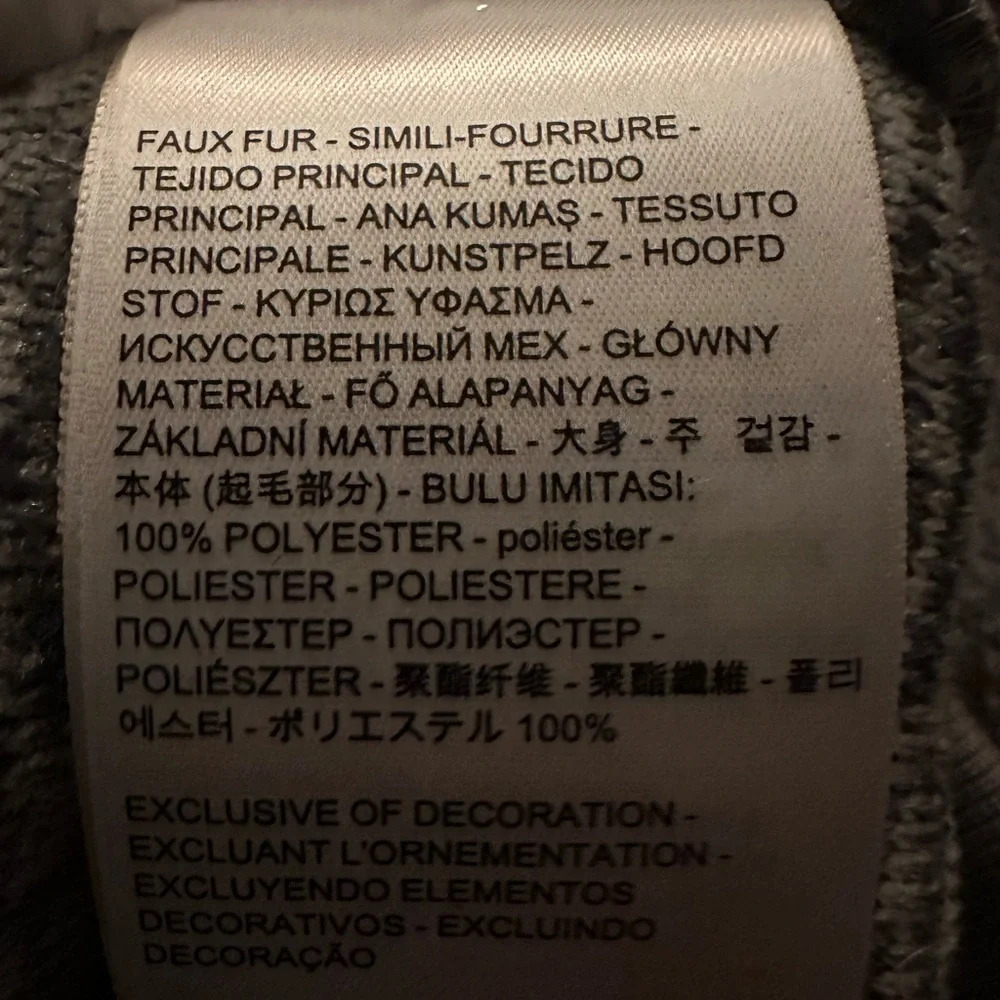 FAUX FUR - SIMILI-FOURRURE -
TEJIDO PRINCIPAL - TECIDO
PRINCIPAL - ANA KUMAŞ - TESSUTO
PRINCIPALE - KUNSTPELZ - HOOFD
STOF - ΚΥΡΙΩΣ ΥΦΑΣΜΑ -
ИСКУССТВЕННЫЙ МЕХ - GŁÓWNY
MATERIAŁ - FŐ ALAPANYAG -
ZÁKLADNÍ MATERIÁL - 大身 - 주 겉감 -
本体 (起毛部分) - BULU IMITASI:
100% POLYESTER - poliéster -
POLIESTER - POLIESTERE -
ΠΟΛΥΕΣΤΕΡ - ПОЛИЭСТЕР -
POLIÉSZTER - 聚酯纤维 - 聚酯纖維 - 폴리
에스터 - ポリエステル 100%
EXCLUSIVE OF DECORATION -
EXCLUANT L'ORNEMENTATION -
EXCLUYENDO ELEMENTOS
DECORATIVOS - EXCLUINDO
DECORAÇÃO